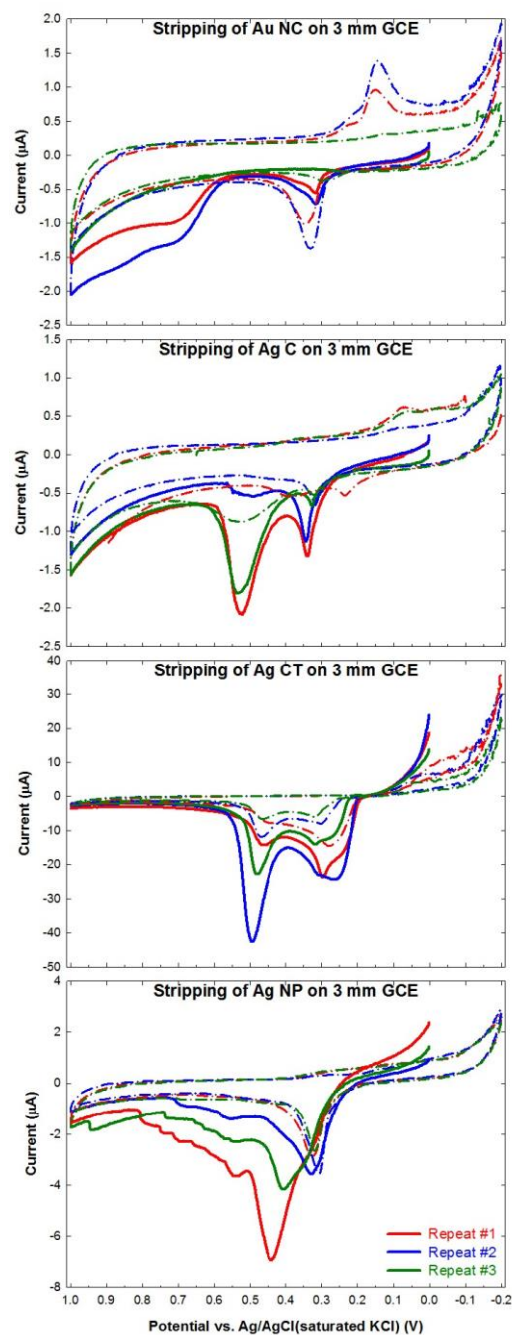 Stripping of Au NC on 3 mm GCE
2.0
1.5
1.0
0.5
0.0
-0.5
-1.0
-1.5
-2.0
-2.5
Current (µA)
Stripping of Ag C on 3 mm GCE
1.5
1.0
0.5
0.0
-0.5
-1.0
-1.5
-2.0
-2.5
Current (µA)
Stripping of Ag CT on 3 mm GCE
40
30
20
10
0
-10
-20
-30
-40
-50
Current (µA)
Stripping of Ag NP on 3 mm GCE
4
2
0
-2
-4
-6
-8
Current (µA)
Repeat #1
Repeat #2
Repeat #3
1.0 0.9 0.8 0.7 0.6 0.5 0.4 0.3 0.2 0.1 0.0 -0.1 -0.2
Potential vs. Ag/AgCl(saturated KCl) (V)